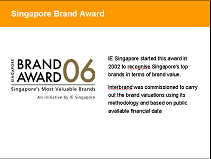 Singapore Brand Award
SINGAPORE
BRAND
AWARD 06
Singapore's Most Valuable Brands
An initiative by IE Singapore
IE Singapore started this award in
2002 to recognise Singapore's top
brands in terms of brand value.
Interbrand was commissioned to carry
out the brand valuations using its
methodology and based on public
available financial data